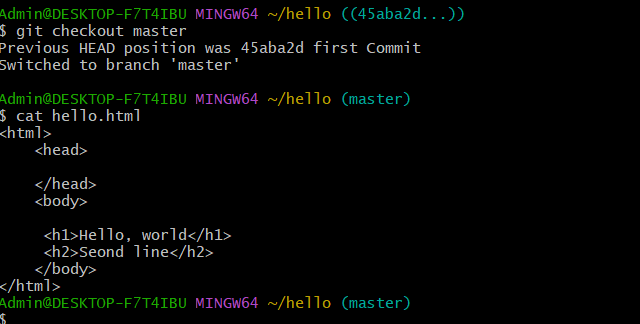 Admin@DESKTOP-F7T4IBU MINGW64 ~/hello ((45aba2d...))
$ git checkout master
Previous HEAD position was 45aba2d first Commit
Switched to branch 'master'

Admin@DESKTOP-F7T4IBU MINGW64 ~/hello (master)
$ cat hello.html
<html>
    <head>

    </head>
    <body>

     <h1>Hello, world</h1>
     <h2>Seond line</h2>
    </body>
</html>
Admin@DESKTOP-F7T4IBU MINGW64 ~/hello (master)
$